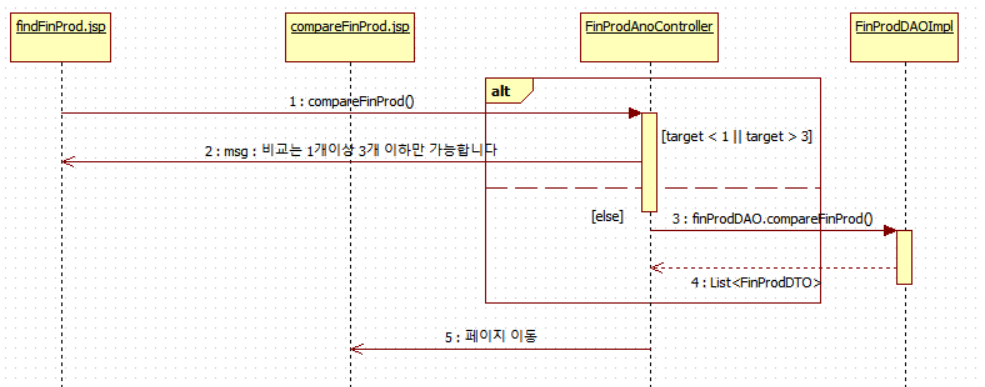 findFinProd.jsp
compareFinProd.jsp
FinProdAnoController
FinProdDAOImpl
alt
1 : compareFinProd()
[target < 1 || target > 3]
2 : msg : 비교는 1개이상 3개 이하만 가능합니다
[else]
3 : finProdDAO.compareFinProd()
4 : List<FinProdDTO>
5 : 페이지 이동